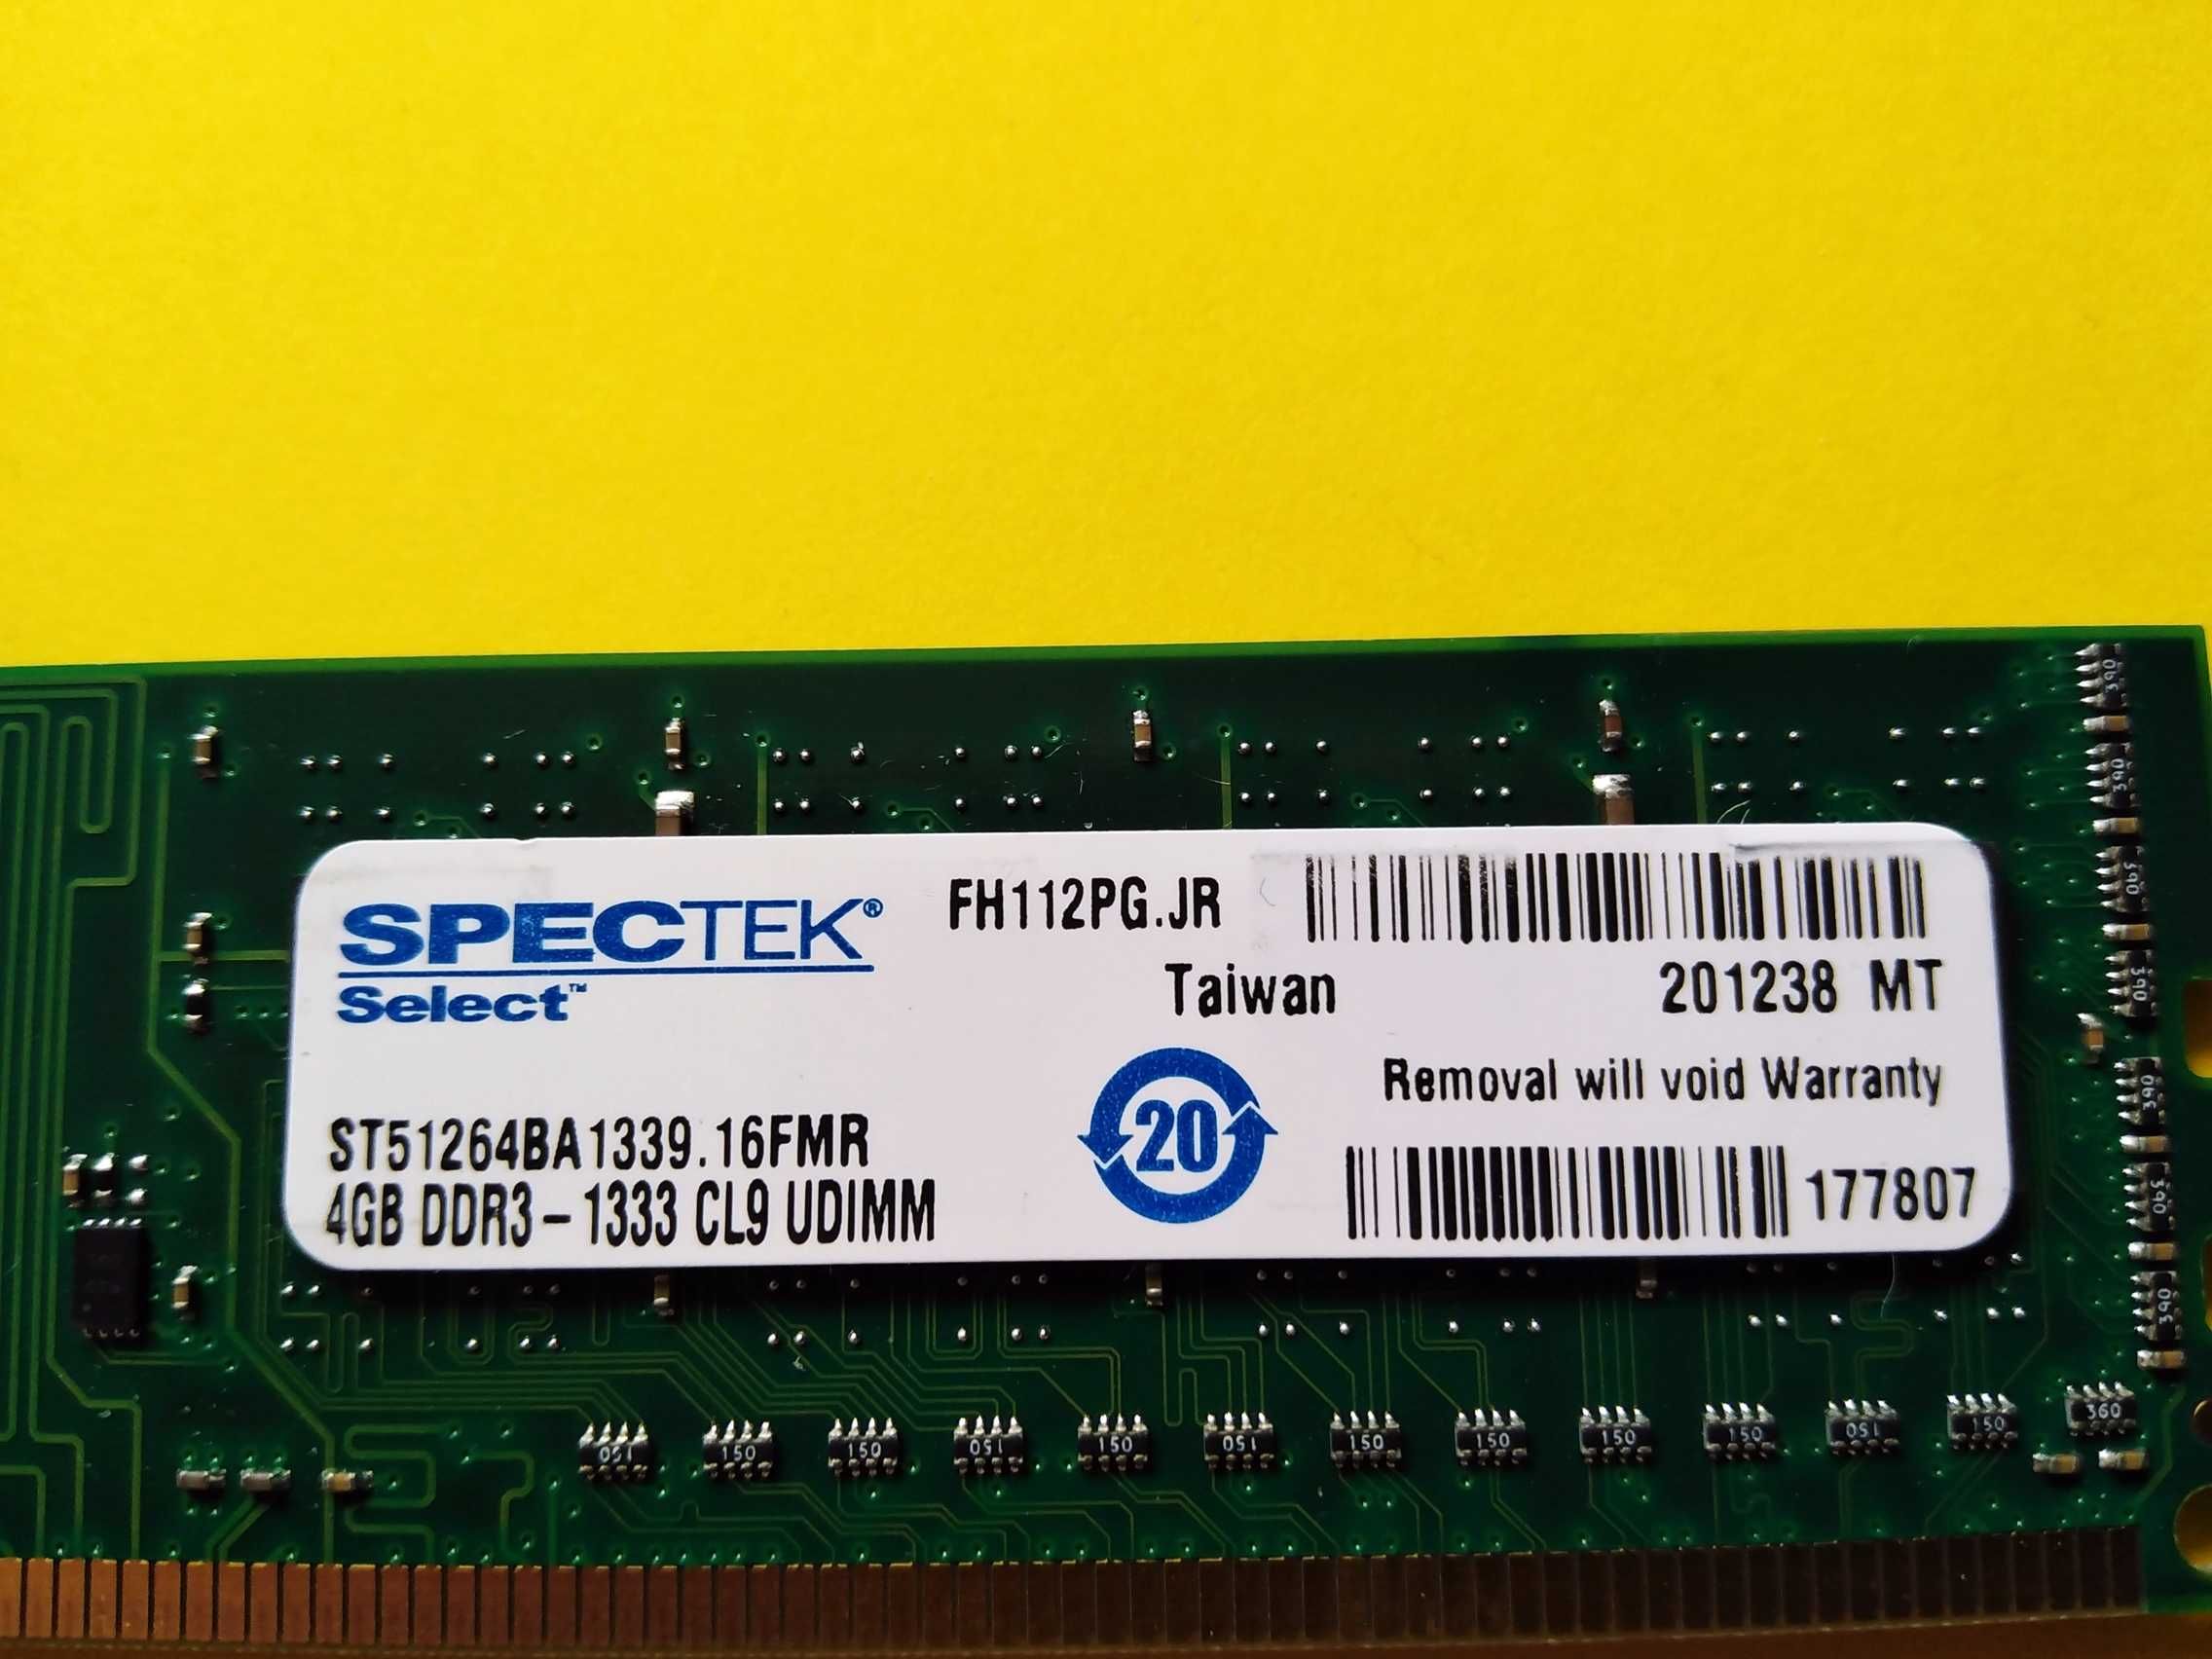 SPECTEK®
Select™
FH112PG.JR
Taiwan
201238 MT
Removal will void Warranty
20
ST51264BA1339.16FMR
4GB DDR3-1333 CL9 UDIMM
177807
390
390
390
390
390
390
390
150 150 150 150 150 150 150 150 150 150 150 150 360